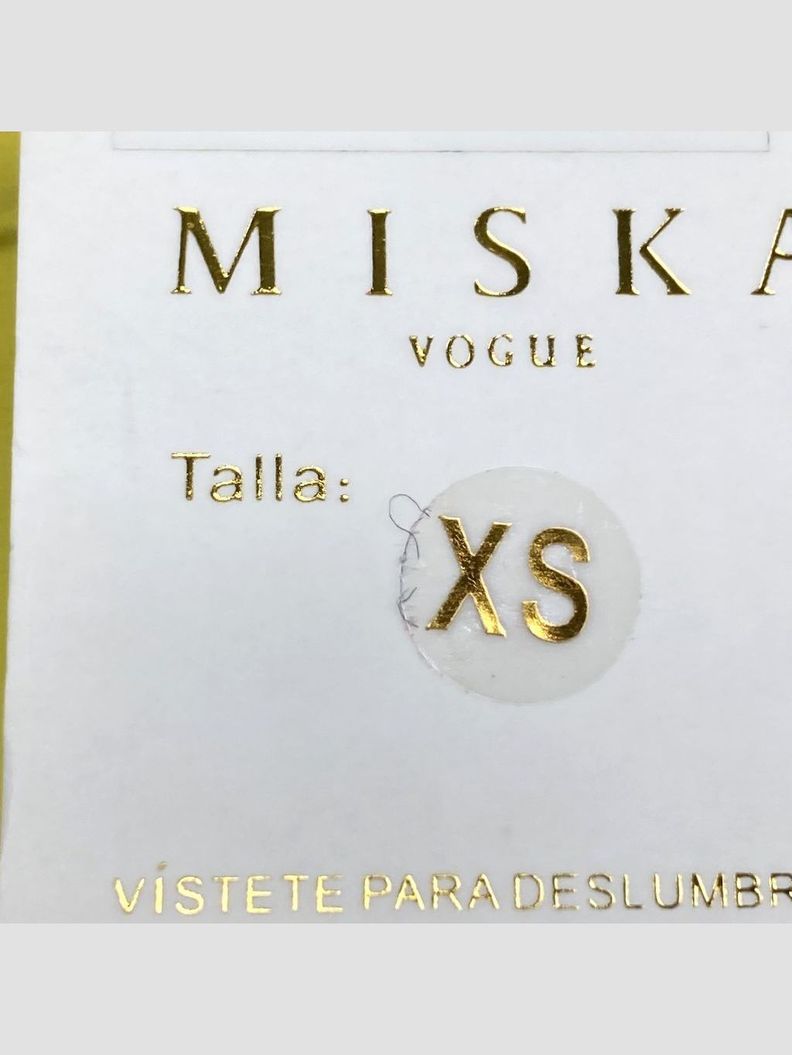 MISKA
VOGUE
Talla:
XS
VÍSTETE PARA DESLUMBR